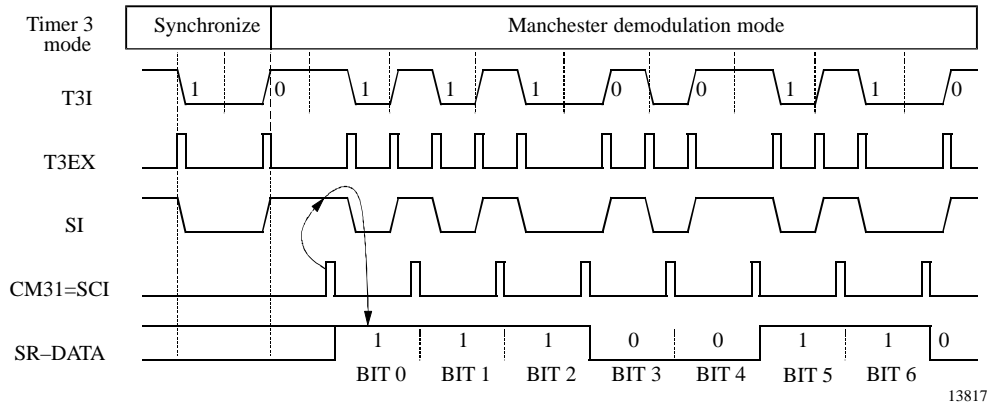 Timer 3 mode
Synchronize
Manchester demodulation mode
T3I
1 0 1 1 1 0 0 1 1 0
T3EX
SI
CM31=SCI
SR–DATA
1 1 1 0 0 1 1 0
BIT 0 BIT 1 BIT 2 BIT 3 BIT 4 BIT 5 BIT 6
13817